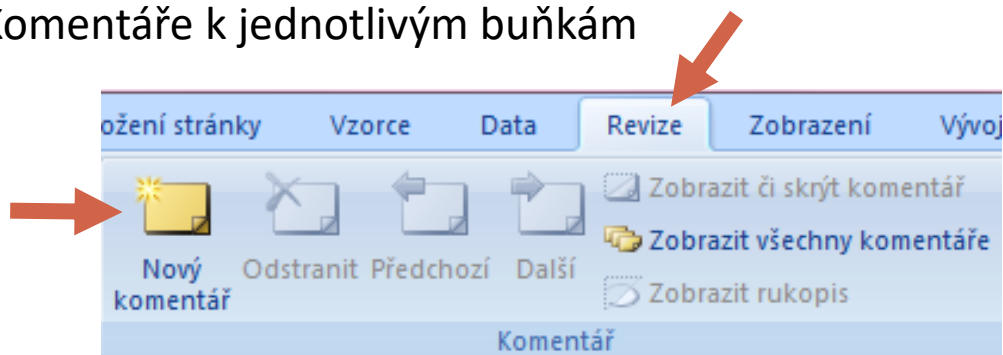 Komentáře k jednotlivým buňkám
ožení stránky Vzorce Data Revize Zobrazení Vývoj
Zobrazit či skrýt komentář
Zobrazit všechny komentáře
Nový Odstranit Předchozí Další
komentář
Zobrazit rukopis
Komentář